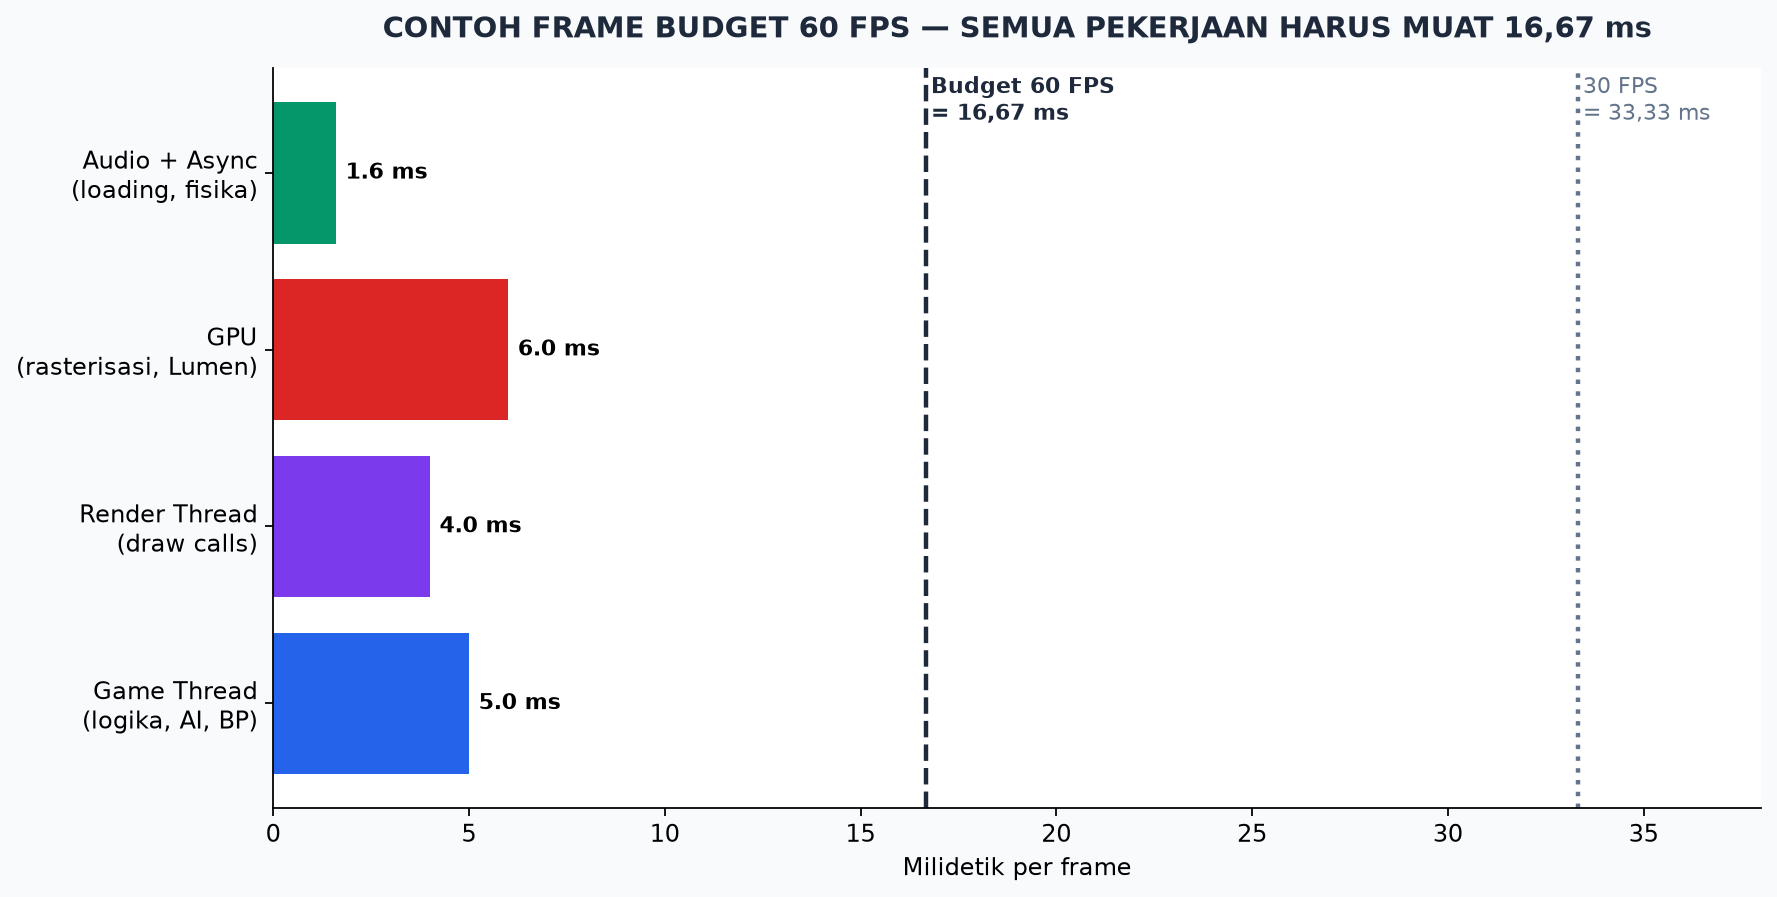 CONTOH FRAME BUDGET 60 FPS — SEMUA PEKERJAAN HARUS MUAT 16,67 ms
Budget 60 FPS
= 16,67 ms
30 FPS
= 33,33 ms
Audio + Async
(loading, fisika)
1.6 ms
GPU
(rasterisasi, Lumen)
6.0 ms
Render Thread
(draw calls)
4.0 ms
Game Thread
(logika, AI, BP)
5.0 ms
0 5 10 15 20 25 30 35
Milidetik per frame